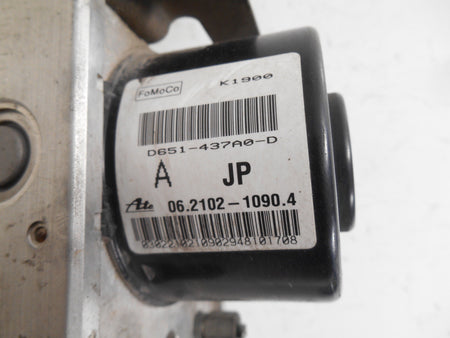 FoMoCo K1900
D651-437A0-D
A JP
Ate 06.2102-1090.4